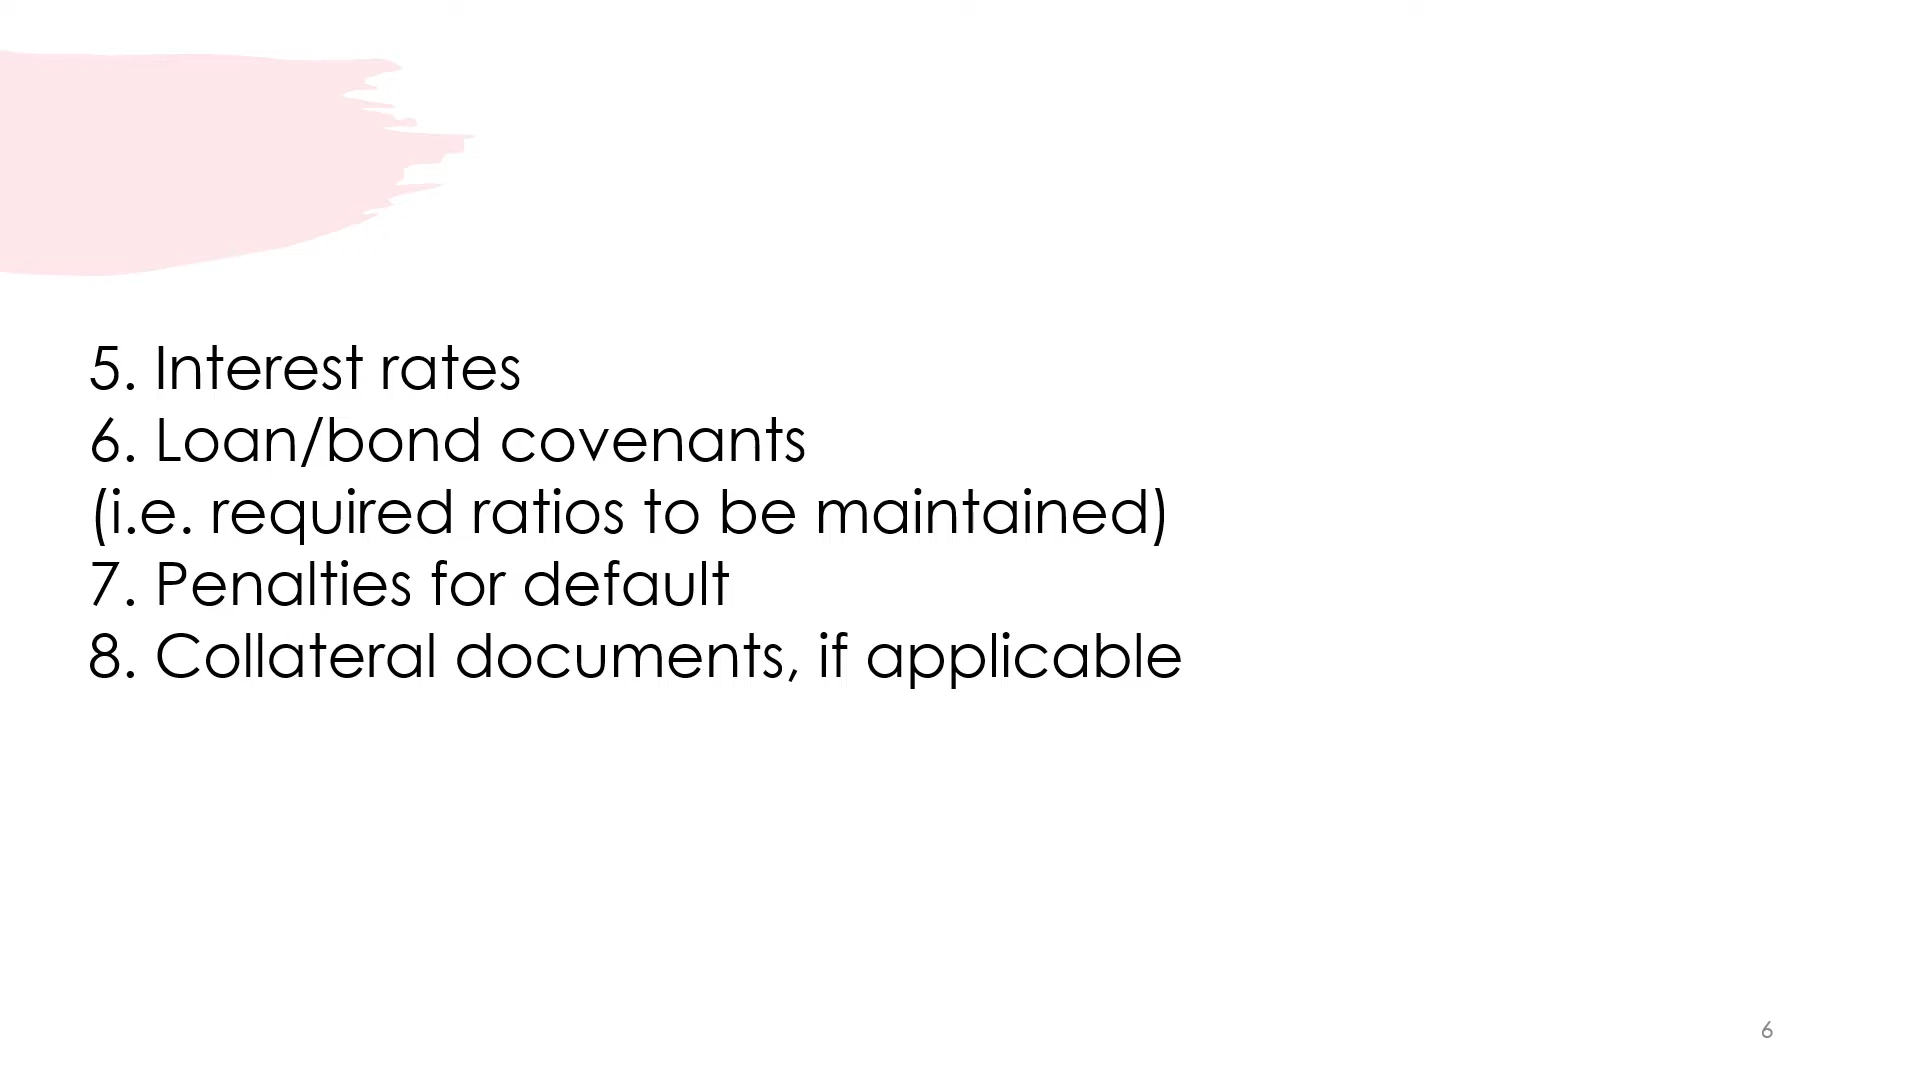 5. Interest rates
6. Loan/bond covenants
(i.e. required ratios to be maintained)
7. Penalties for default
8. Collateral documents, if applicable
6